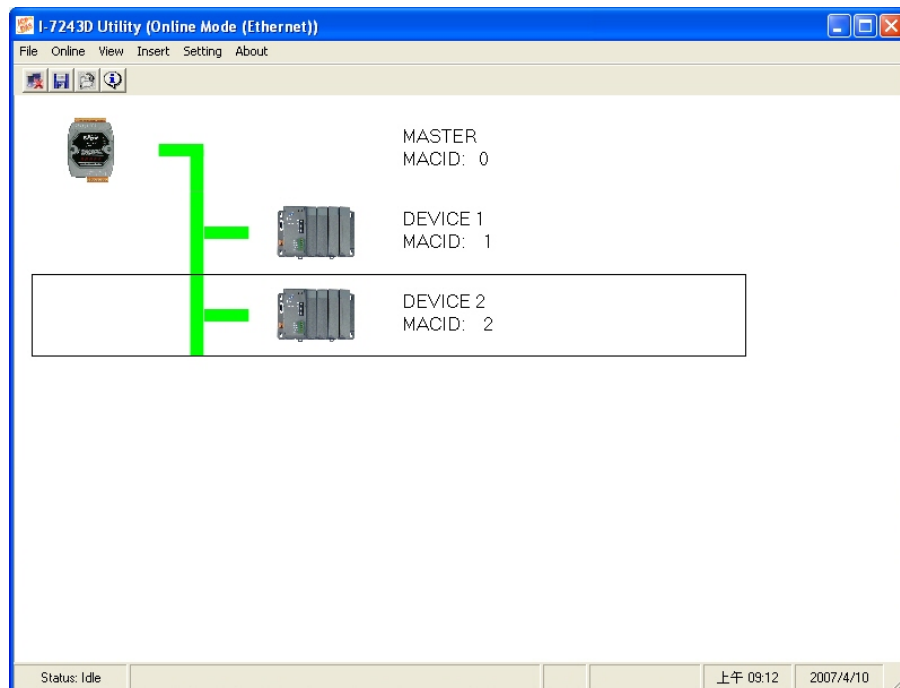 I-7243D Utility (Online Mode (Ethernet))
File Online View Insert Setting About
MASTER
MACID: 0
DEVICE 1
MACID: 1
DEVICE 2
MACID: 2
Status: Idle
上午 09:12
2007/4/10